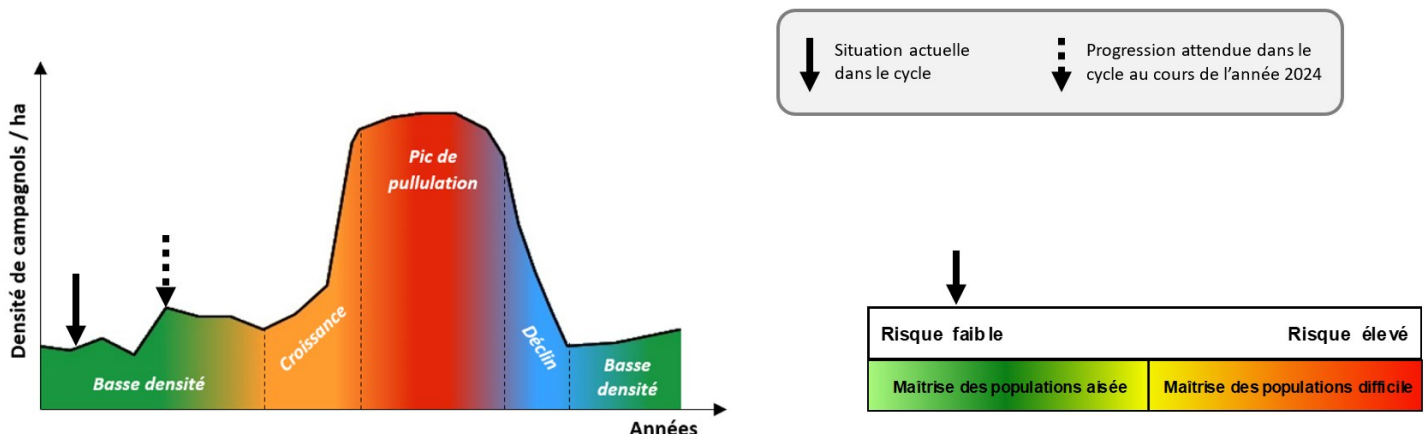 Situation actuelle
dans le cycle
Progression attendue dans le
cycle au cours de l'année 2024
Densité de campagnols / ha
Pic de
pullulation
Croissance
Déclin
Basse densité
Basse
densité
Années
Risque faible
Risque élevé
Maîtrise des populations aisée
Maîtrise des populations difficile